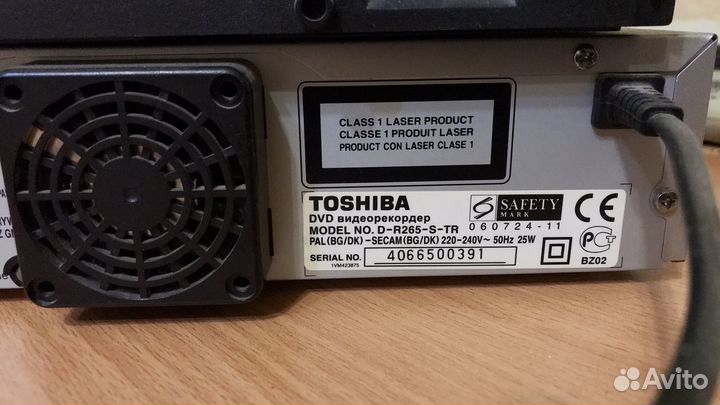 CLASS 1 LASER PRODUCT
CLASSE 1 PRODUIT LASER
PRODUCT CON LASER CLASE 1
TOSHIBA
DVD видеорекордер
MODEL NO. D-R265-S-TR
PAL(BG/DK) -SECAM(BG/DK) 220-240V~ 50Hz 25W
SERIAL NO. 4066500391
1VM423875
S SAFETY
MARK
060724-11
CE
PCT
BZ02
Avito